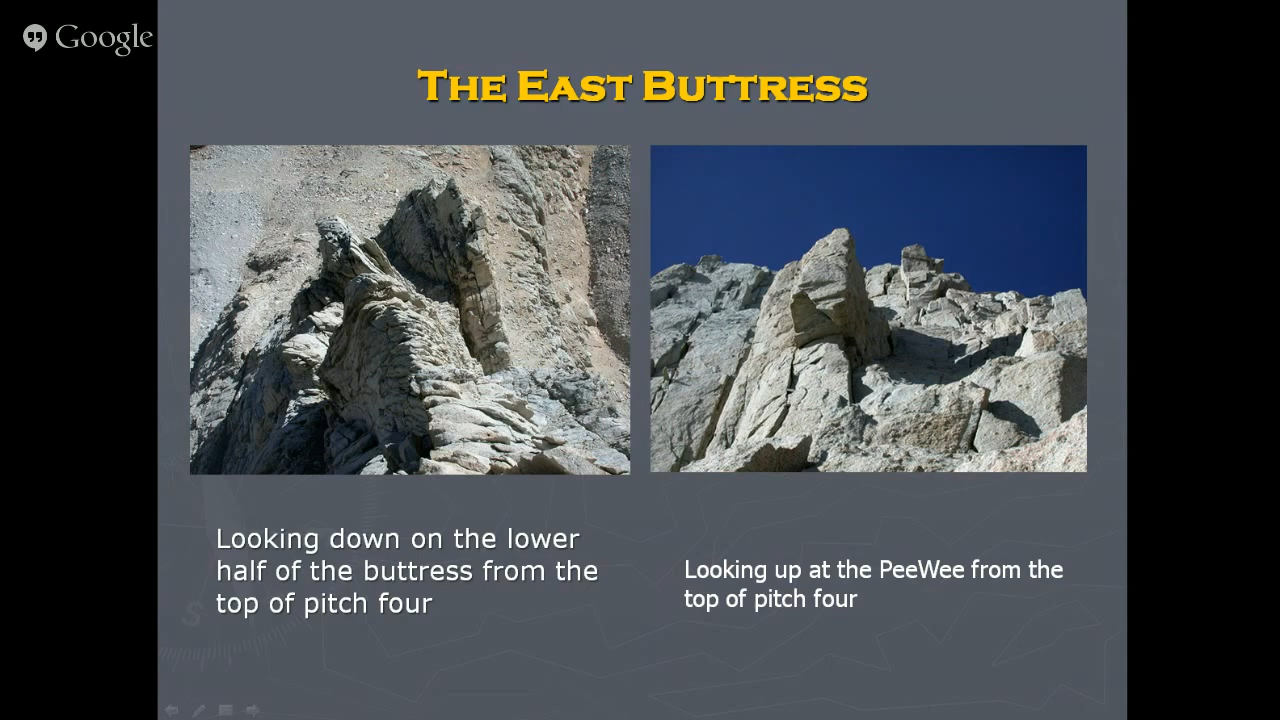 Google
THE EAST BUTTRESS
Looking down on the lower
half of the buttress from the
top of pitch four
Looking up at the PeeWee from the
top of pitch four
S